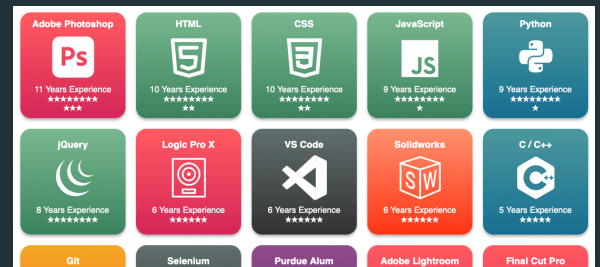 Adobe Photoshop
Ps
11 Years Experience
★★★★★★★★
★★★
HTML
5
10 Years Experience
★★★★★★★★
★★
CSS
3
10 Years Experience
★★★★★★★★
★★
JavaScript
JS
9 Years Experience
★★★★★★★★
★
Python
9 Years Experience
★★★★★★★★
★
jQuery
8 Years Experience
★★★★★★★★
Logic Pro X
6 Years Experience
★★★★★★
VS Code
6 Years Experience
★★★★★★
Solidworks
SW
6 Years Experience
★★★★★★
C / C++
C++
5 Years Experience
★★★★★
Git
Selenium
Purdue Alum
Adobe Lightroom
Final Cut Pro